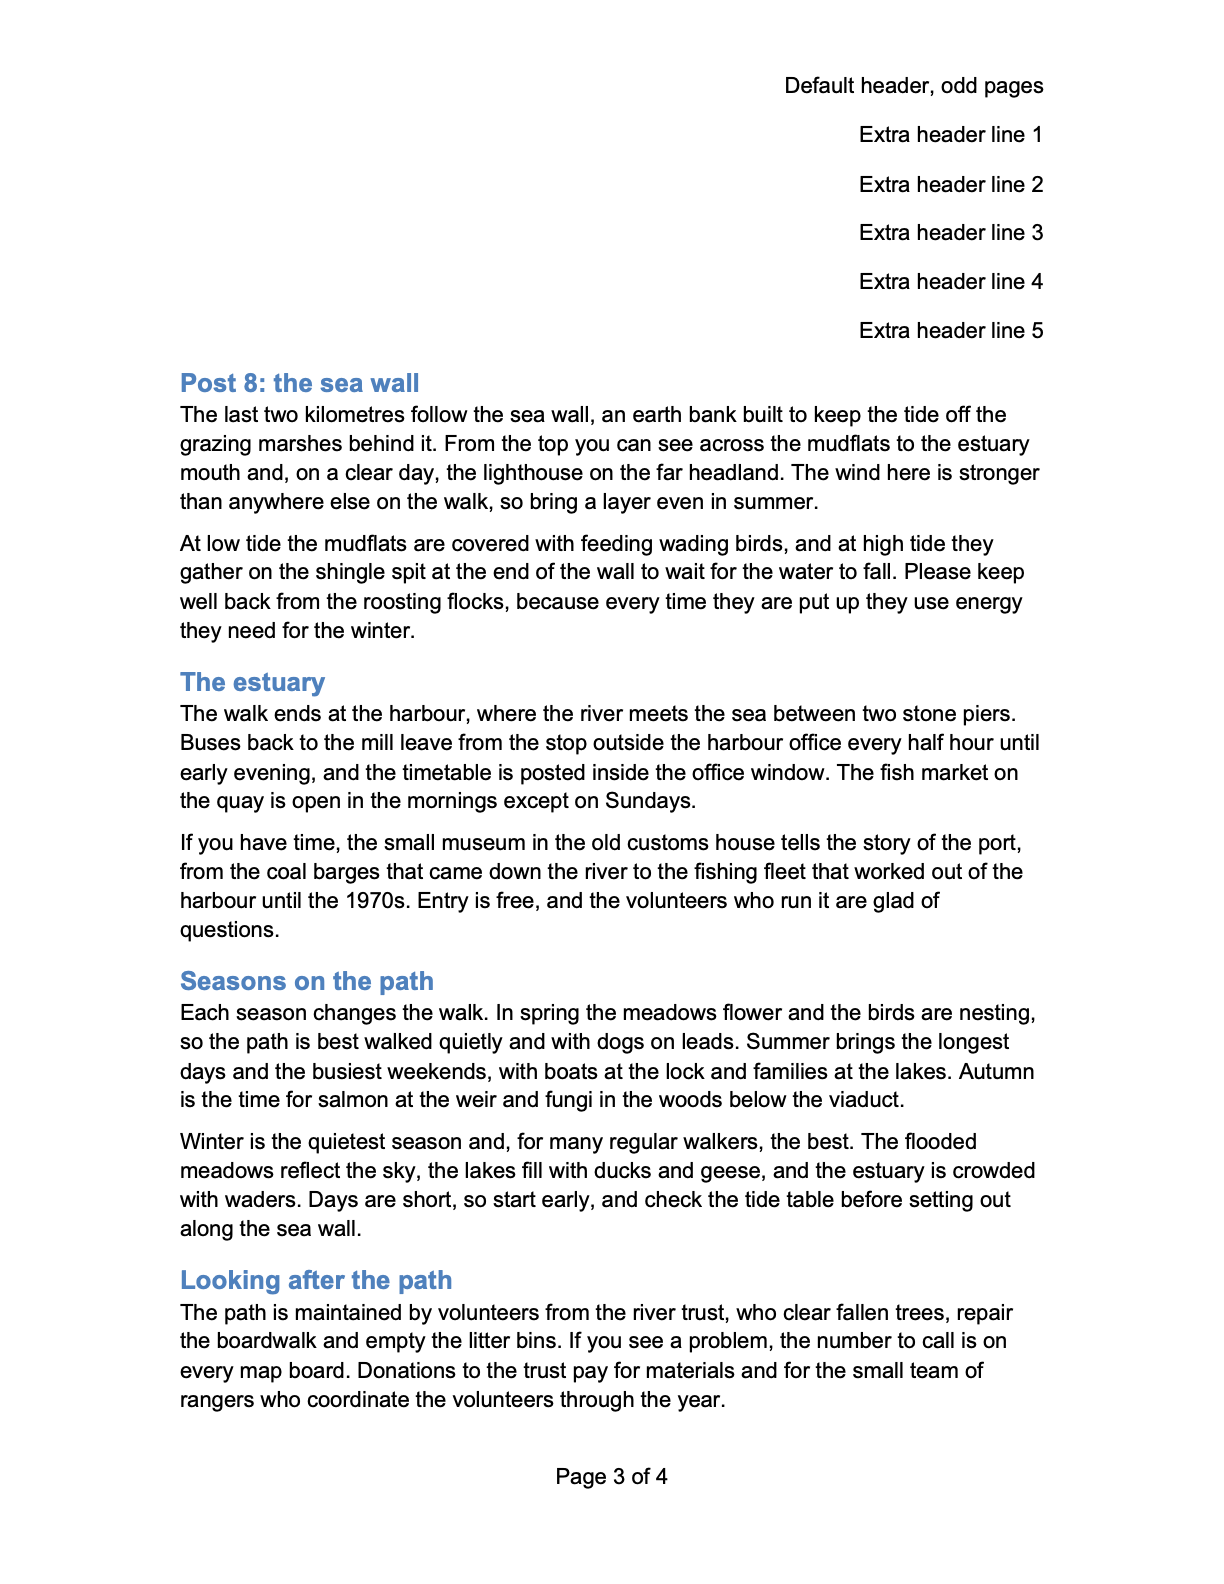 Default header, odd pages
Extra header line 1
Extra header line 2
Extra header line 3
Extra header line 4
Extra header line 5
Post 8: the sea wall
The last two kilometres follow the sea wall, an earth bank built to keep the tide off the
grazing marshes behind it. From the top you can see across the mudflats to the estuary
mouth and, on a clear day, the lighthouse on the far headland. The wind here is stronger
than anywhere else on the walk, so bring a layer even in summer.
At low tide the mudflats are covered with feeding wading birds, and at high tide they
gather on the shingle spit at the end of the wall to wait for the water to fall. Please keep
well back from the roosting flocks, because every time they are put up they use energy
they need for the winter.
The estuary
The walk ends at the harbour, where the river meets the sea between two stone piers.
Buses back to the mill leave from the stop outside the harbour office every half hour until
early evening, and the timetable is posted inside the office window. The fish market on
the quay is open in the mornings except on Sundays.
If you have time, the small museum in the old customs house tells the story of the port,
from the coal barges that came down the river to the fishing fleet that worked out of the
harbour until the 1970s. Entry is free, and the volunteers who run it are glad of
questions.
Seasons on the path
Each season changes the walk. In spring the meadows flower and the birds are nesting,
so the path is best walked quietly and with dogs on leads. Summer brings the longest
days and the busiest weekends, with boats at the lock and families at the lakes. Autumn
is the time for salmon at the weir and fungi in the woods below the viaduct.
Winter is the quietest season and, for many regular walkers, the best. The flooded
meadows reflect the sky, the lakes fill with ducks and geese, and the estuary is crowded
with waders. Days are short, so start early, and check the tide table before setting out
along the sea wall.
Looking after the path
The path is maintained by volunteers from the river trust, who clear fallen trees, repair
the boardwalk and empty the litter bins. If you see a problem, the number to call is on
every map board. Donations to the trust pay for materials and for the small team of
rangers who coordinate the volunteers through the year.
Page 3 of 4